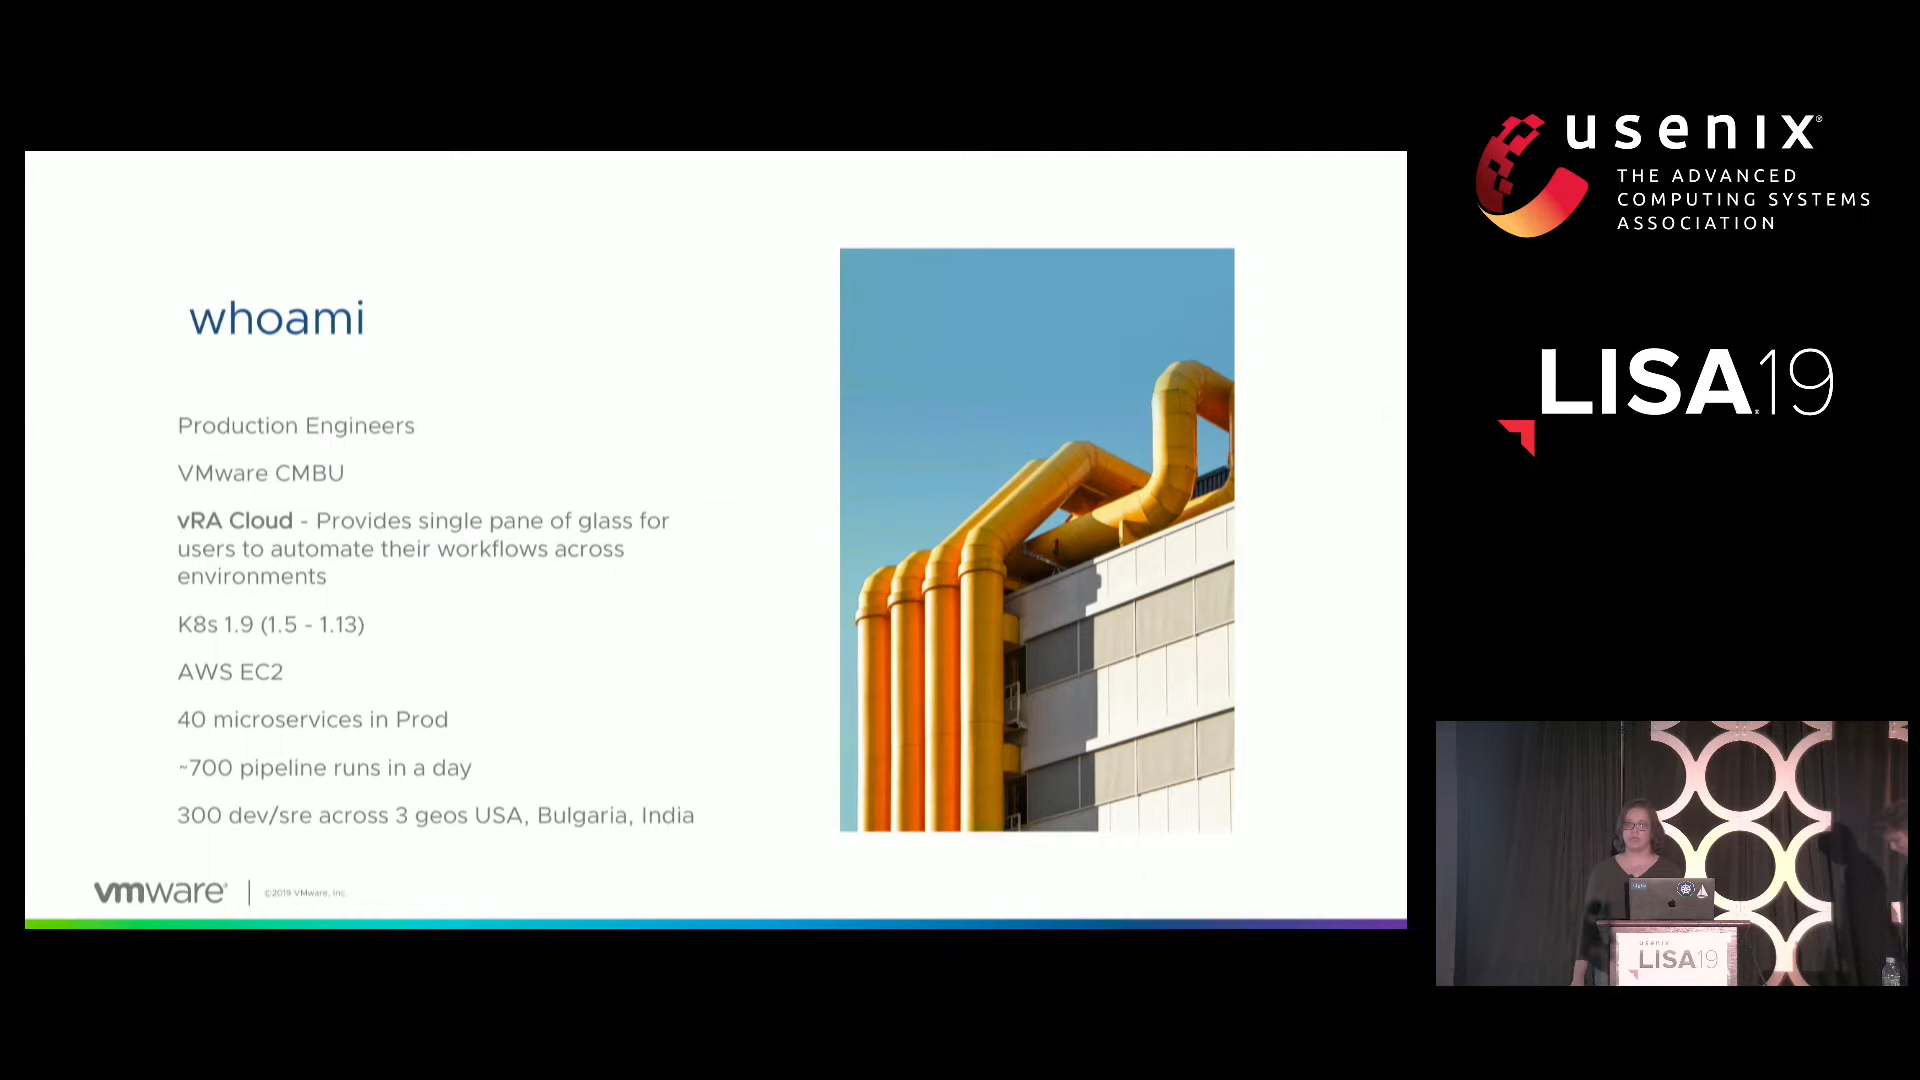 whoami
Production Engineers
VMware CMBU
vRA Cloud - Provides single pane of glass for
users to automate their workflows across
environments
K8s 1.9 (1.5 - 1.13)
AWS EC2
40 microservices in Prod
~700 pipeline runs in a day
300 dev/sre across 3 geos USA, Bulgaria, India
vmware
©2019 VMware, Inc.
usenix
THE ADVANCED
COMPUTING SYSTEMS
ASSOCIATION
LISA19
usenix
LISA19